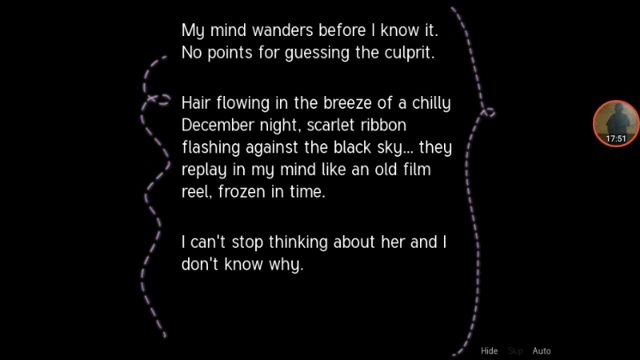 My mind wanders before I know it.
No points for guessing the culprit.
Hair flowing in the breeze of a chilly
December night, scarlet ribbon
flashing against the black sky... they
replay in my mind like an old film
reel, frozen in time.
I can't stop thinking about her and I
don't know why.
17:51
Hide Skip Auto